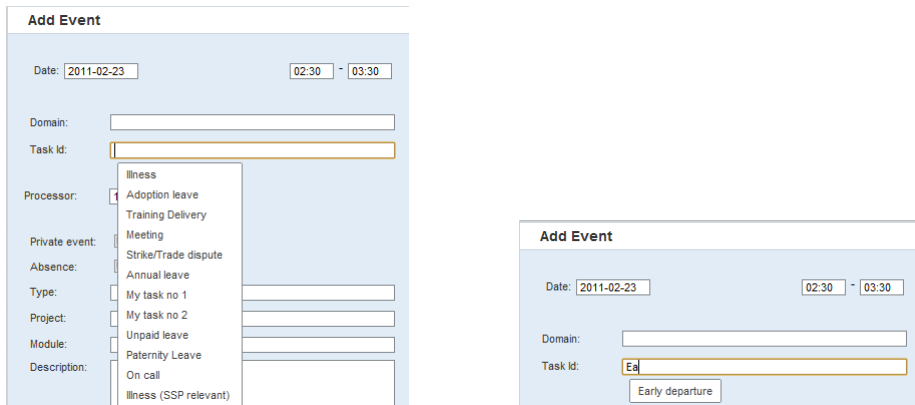 Add Event
Date: 2011-02-23 02:30 - 03:30
Domain:
Task Id:
Illness
Processor:
Adoption leave
Training Delivery
Private event:
Meeting
Strike/Trade dispute
Absence:
Annual leave
Type:
My task no 1
Project:
My task no 2
Unpaid leave
Module:
Paternity Leave
Description:
On call
Illness (SSP relevant)
Add Event
Date: 2011-02-23 02:30 - 03:30
Domain:
Task Id: Ea
Early departure